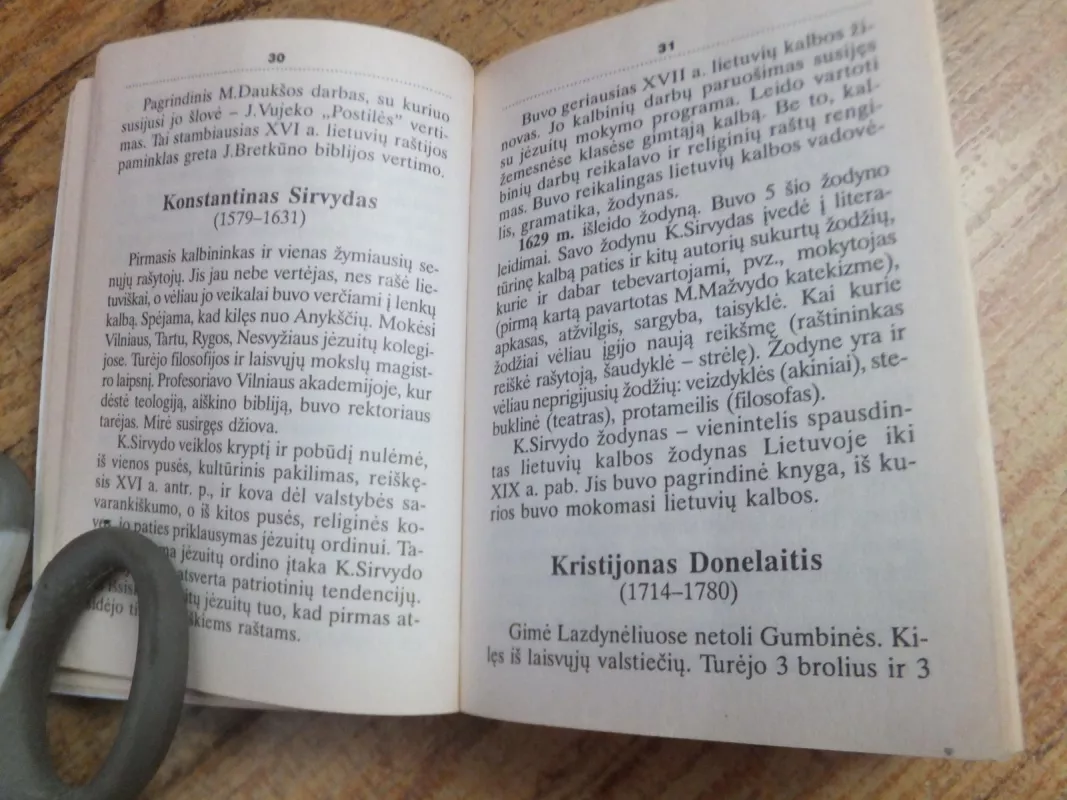 30
Pagrindinis M.Daukšos darbas, su kuriuo
susijusi jo šlovė – J.Vujeko „Postilės” verti-
mas. Tai stambiausias XVI a. lietuvių raštijos
paminklas greta J.Bretkūno biblijos vertimo.
Konstantinas Sirvydas
(1579–1631)
Pirmasis kalbininkas ir vienas žymiausių se-
nųjų rašytojų. Jis jau nebe vertėjas, nes rašė lie-
tuviškai, o vėliau jo veikalai buvo verčiami į lenkų
kalbą. Spėjama, kad kilęs nuo Anykščių. Mokėsi
Vilniaus, Tartu, Rygos, Nesvyžiaus jėzuitų kolegi-
jose. Turėjo filosofijos ir laisvųjų mokslų magist-
ro laipsnį. Profesoriavo Vilniaus akademijoje, kur
dėstė teologiją, aiškino bibliją, buvo rektoriaus
tarėjas. Mirė susirgęs džiova.
K.Sirvydo veiklos kryptį ir pobūdį nulėmė,
iš vienos pusės, kultūrinis pakilimas, reiškę-
sis XVI a. antr. p., ir kova dėl valstybės sa-
varankiškumo, o iš kitos pusės, religinės ko-
jo paties priklausymas jėzuitų ordinui. Ta-
jėzuitų ordino įtaka K.Sirvydo
atsverta patriotinių tendencijų.
jėzuitų tuo, kad pirmas at-
raštams.
31
Buvo geriausias XVII a. lietuvių kalbos ži-
novas. Jo kalbinių darbų paruošimas susijęs
su jėzuitų mokymo programa. Leido vartoti
žemesnėse klasėse gimtąją kalbą. Be to, kal-
binių darbų reikalavo ir religinių raštų rengi-
mas. Buvo reikalingas lietuvių kalbos vadovė-
lis, gramatika, žodynas.
1629 m. išleido žodyną. Buvo 5 šio žodyno
leidimai. Savo žodynu K.Sirvydas įvedė į litera-
tūrinę kalbą paties ir kitų autorių sukurtų žodžių,
kurie ir dabar tebevartojami, pvz., mokytojas
(pirmą kartą pavartotas M.Mažvydo katekizme),
apkasas, atžvilgis, sargyba, taisyklė. Kai kurie
žodžiai vėliau įgijo naują reikšmę (raštininkas
reiškė rašytoją, šaudyklė – strėlę). Žodyne yra ir
vėliau neprigijusių žodžių: veizdyklės (akiniai), ste-
buklinė (teatras), protameilis (filosofas).
K.Sirvydo žodynas – vienintelis spausdin-
tas lietuvių kalbos žodynas Lietuvoje iki
XIX a. pab. Jis buvo pagrindinė knyga, iš ku-
rios buvo mokomasi lietuvių kalbos.
Kristijonas Donelaitis
(1714–1780)
Gimė Lazdynėliuose netoli Gumbinės. Ki-
lęs iš laisvųjų valstiečių. Turėjo 3 brolius ir 3